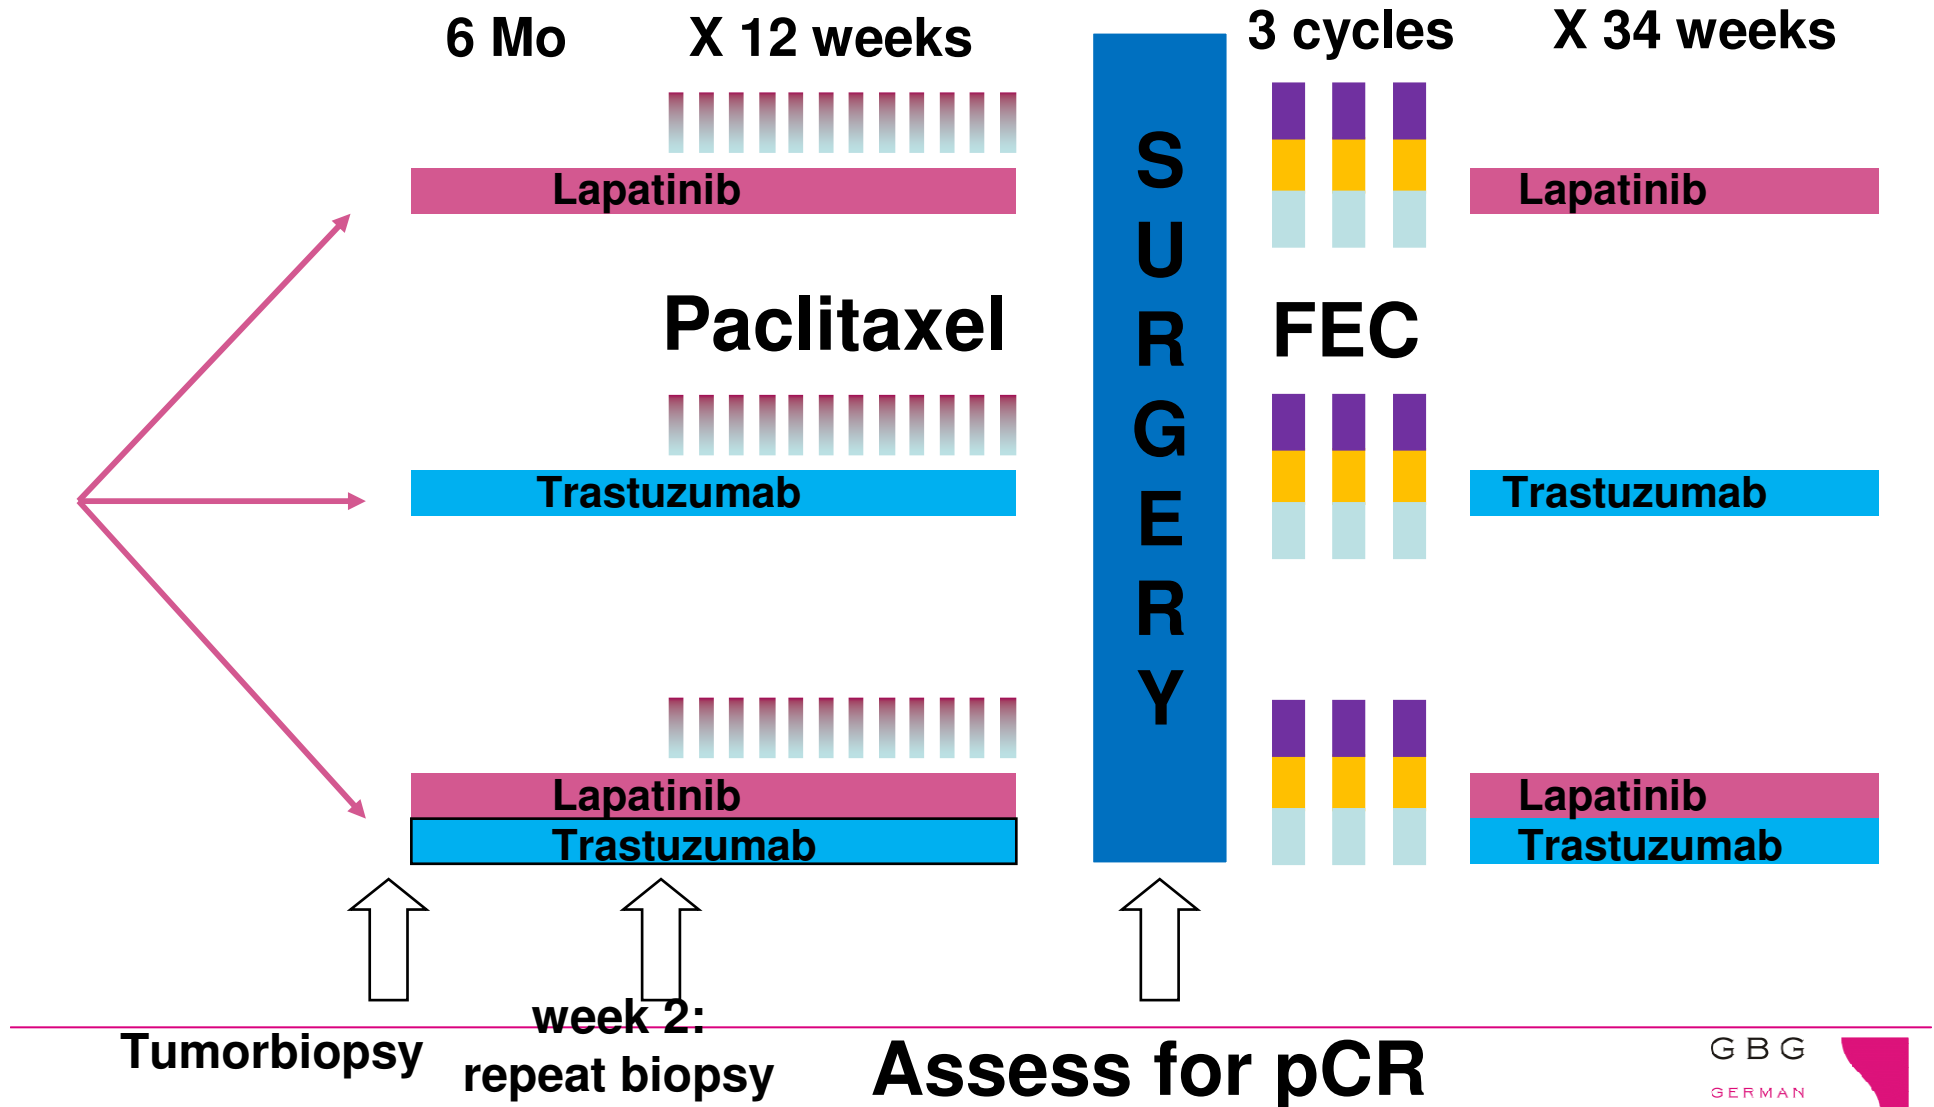 6 Mo X 12 weeks 3 cycles X 34 weeks
Lapatinib Lapatinib
Paclitaxel FEC
Trastuzumab Trastuzumab
SURGERY
Lapatinib Lapatinib
Trastuzumab Trastuzumab
Tumorbiopsy
week 2:
repeat biopsy
Assess for pCR
GBG
GERMAN